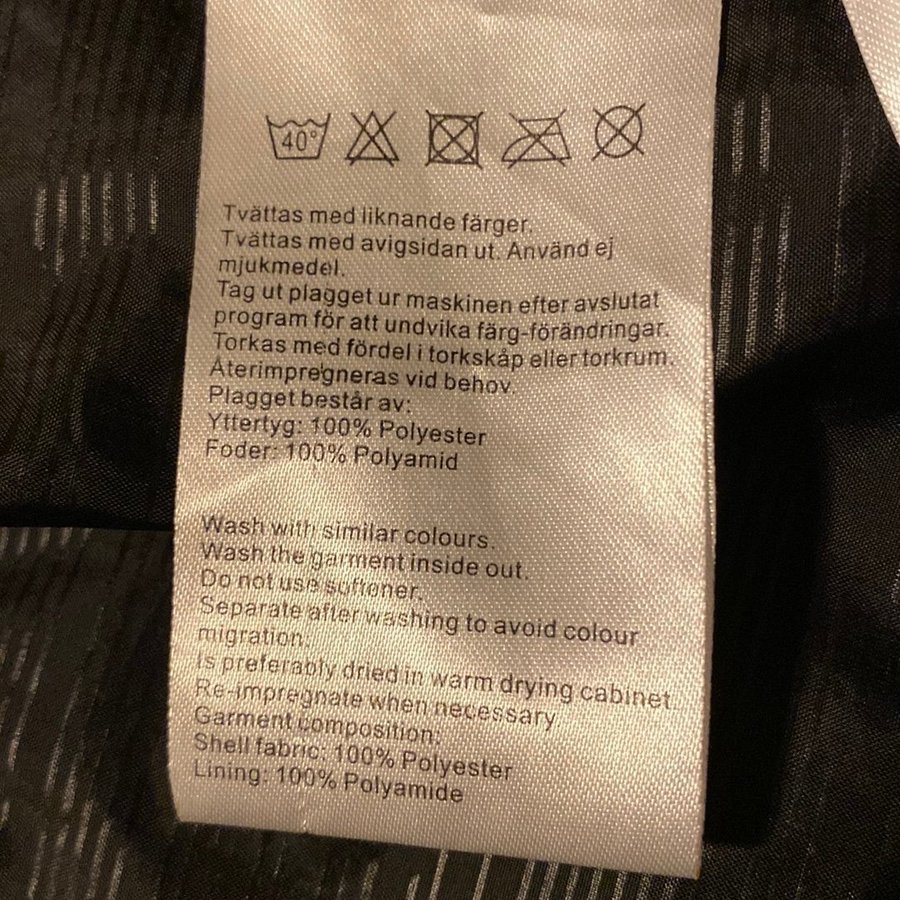 40°
Tvättas med liknande färger.
Tvättas med avigsidan ut. Använd ej
mjukmedel.
Tag ut plagget ur maskinen efter avslutat
program för att undvika färg-förändringar.
Torkas med fördel i torkskåp eller torkrum.
Återimpregneras vid behov.
Plagget består av:
Yttertyg: 100% Polyester
Foder: 100% Polyamid
Wash with similar colours.
Wash the garment inside out.
Do not use softener.
Separate after washing to avoid colour
migration.
Is preferably dried in warm drying cabinet.
Re-impregnate when necessary
Garment composition:
Shell fabric: 100% Polyester
Lining: 100% Polyamide